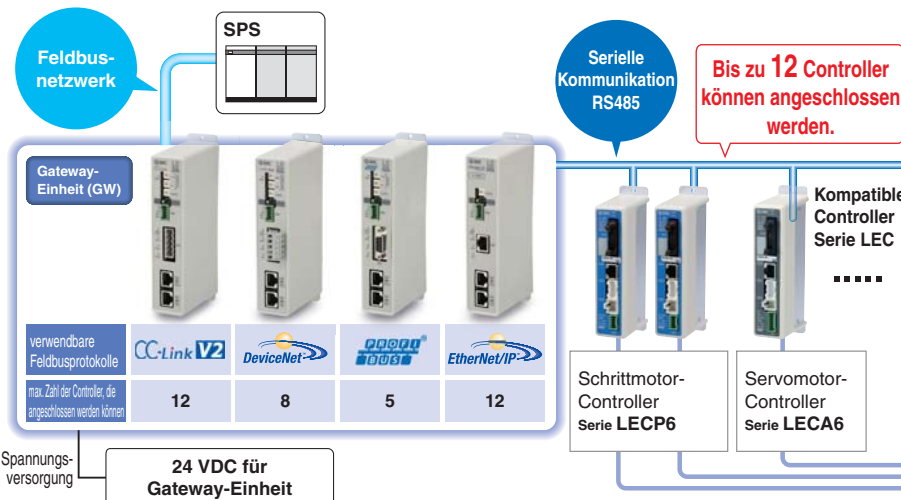 Feldbus-
netzwerk
SPS
Serielle
Kommunikation
RS485
Bis zu 12 Controller
können angeschlossen
werden.
Gateway-
Einheit (GW)
Kompatible
Controller
Serie LEC
verwendbare
Feldbusprotokolle
CC-Link V2
DeviceNet
PROFI
BUS
EtherNet/IP
max. Zahl der Controller, die
angeschlossen werden können
12
8
5
12
Schrittmotor-
Controller
Serie LECP6
Servomotor-
Controller
Serie LECA6
Spannungs-
versorgung
24 VDC für
Gateway-Einheit